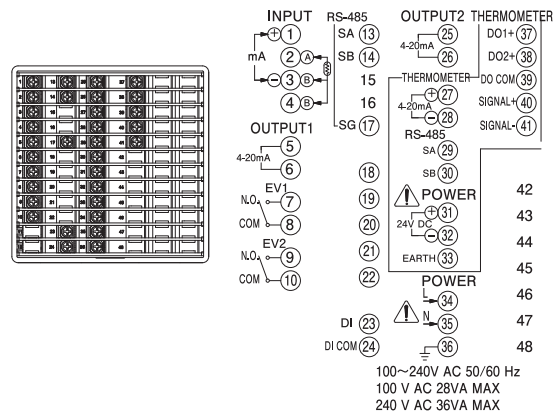 INPUT RS-485 OUTPUT2 THERMOMETER
+ 1 SA 13 25 DO1+ 37
mA 2 A SB 14 4-20mA 26 DO2+ 38
- 3 B 15 THERMOMETER DO COM 39
4 B 16 4-20mA + 27 SIGNAL+ 40
SG 17 - 28 SIGNAL- 41
OUTPUT1 RS-485
5 SA 29
4-20mA
6 18 SB 30
EV1 POWER 42
N.O. 7 19 + 31
24V DC 43
COM 8 20 - 32
EV2 44
N.O. 9 21 EARTH 33
45
COM 10 22 POWER
L 34 46
DI 23 N 35 47
DI COM 24 36 48
100~240V AC 50/60 Hz
100 V AC 28VA MAX
240 V AC 36VA MAX